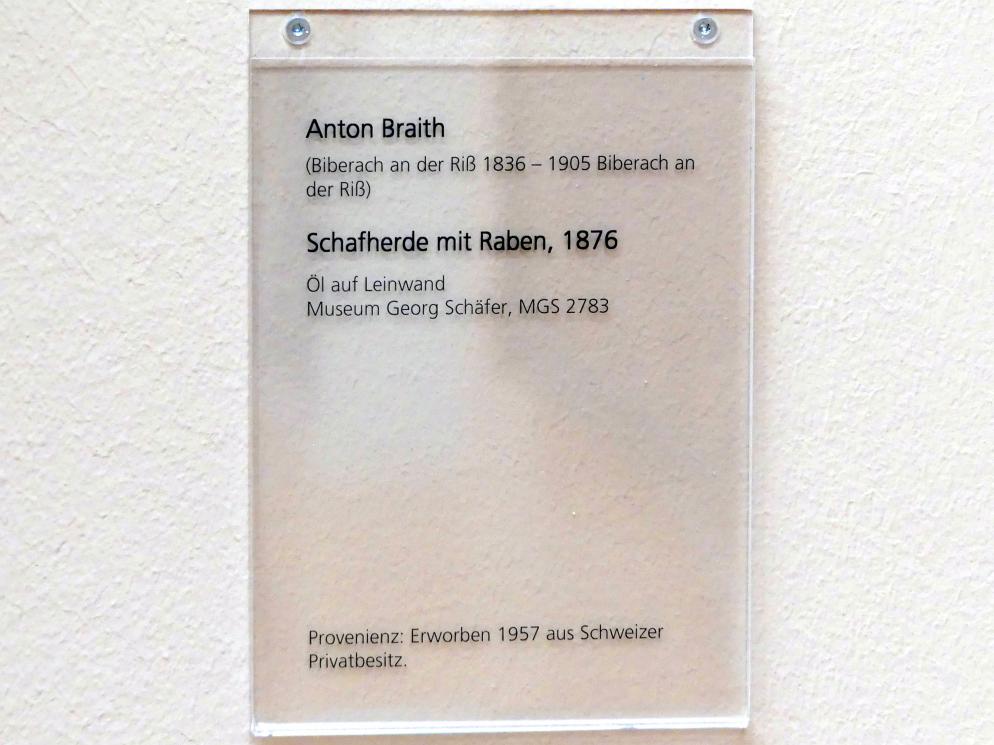 Anton Braith
(Biberach an der Riß 1836 – 1905 Biberach an
der Riß)
Schafherde mit Raben, 1876
Öl auf Leinwand
Museum Georg Schäfer, MGS 2783
Provenienz: Erworben 1957 aus Schweizer
Privatbesitz.